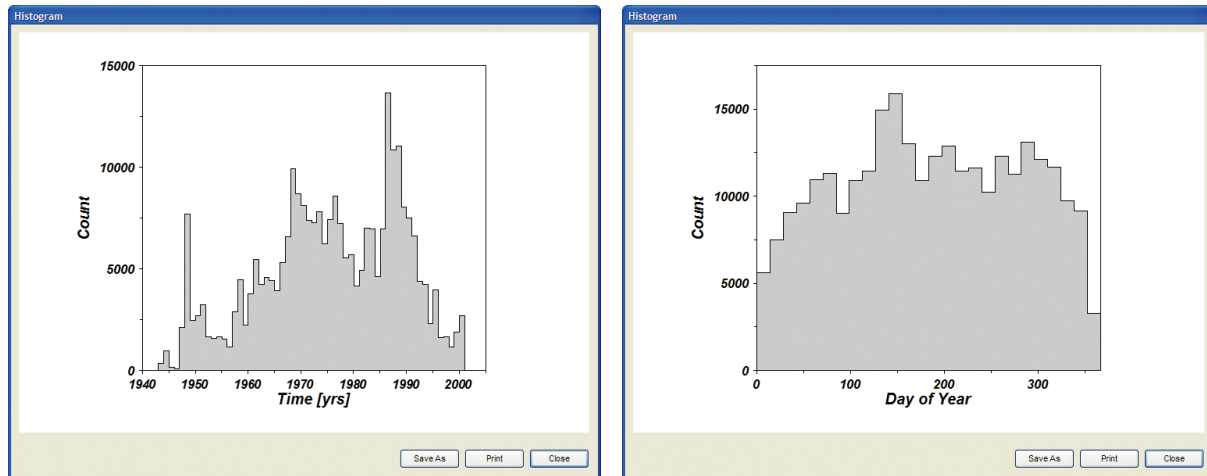 Histogram
15000
10000
5000
0
Count
1940 1950 1960 1970 1980 1990 2000
Time [yrs]
Save As Print Close
Histogram
15000
10000
5000
0
Count
0 100 200 300
Day of Year
Save As Print Close